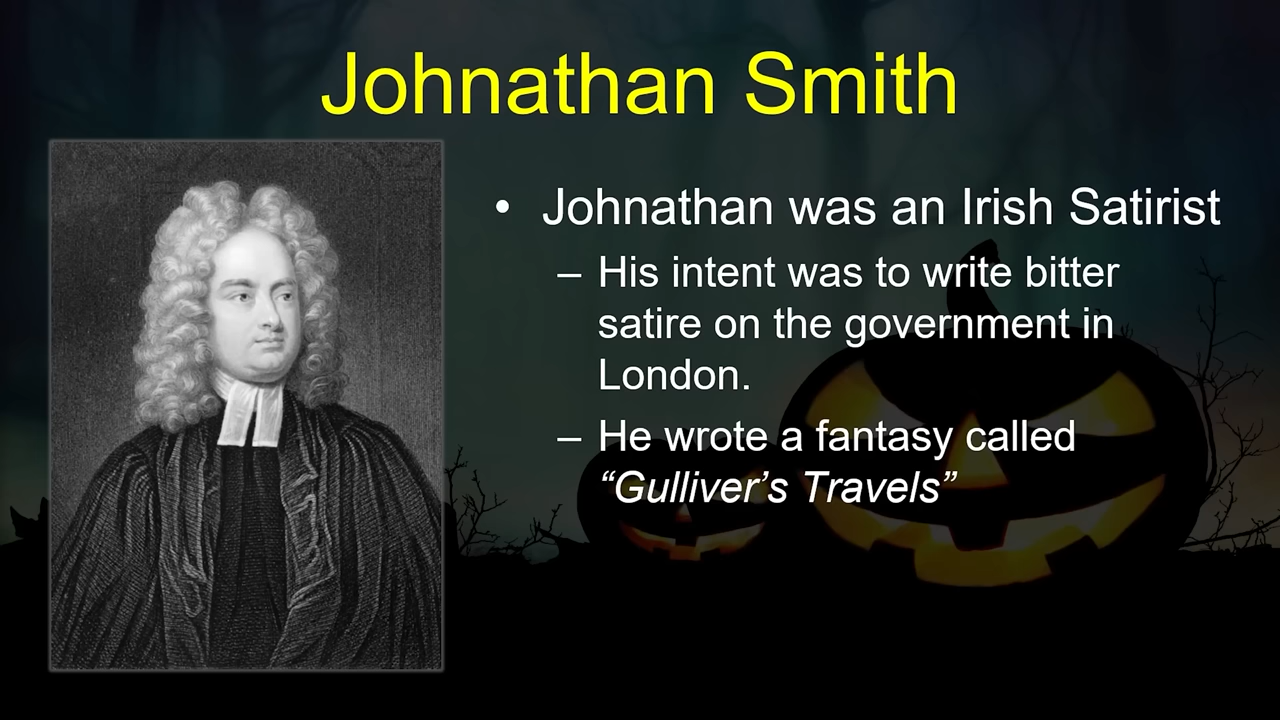 Johnathan Smith
• Johnathan was an Irish Satirist
– His intent was to write bitter
satire on the government in
London.
– He wrote a fantasy called
“Gulliver’s Travels”